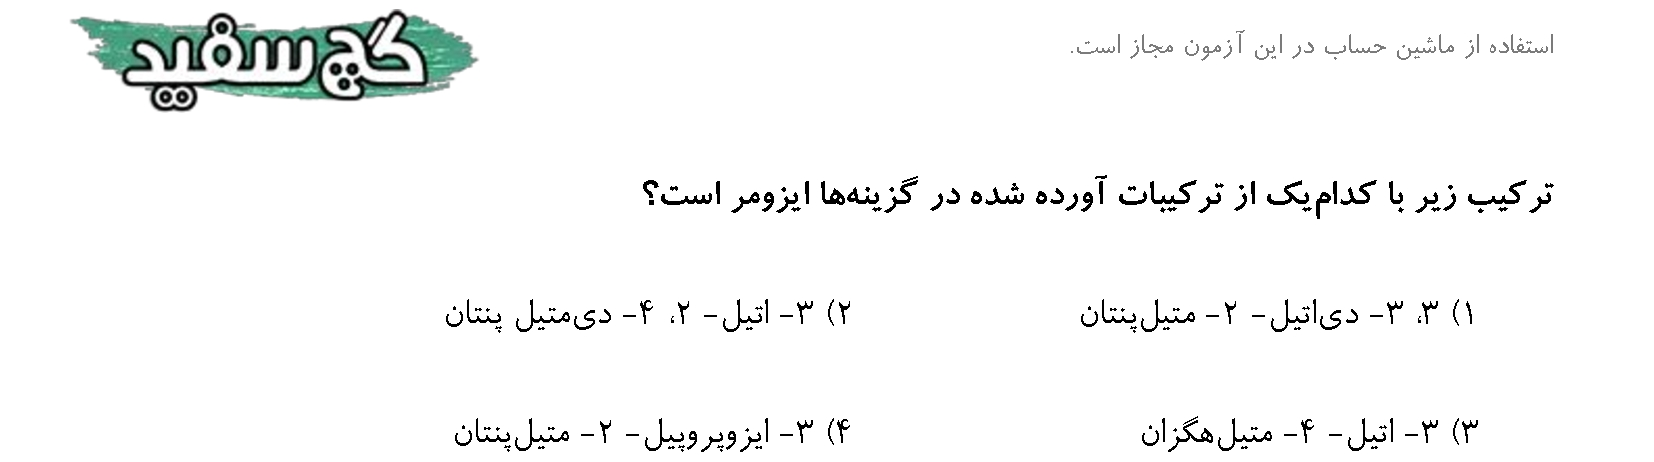 گچ سفید
استفاده از ماشین حساب در این آزمون مجاز است.
ترکیب زیر با کدام‌یک از ترکیبات آورده شده در گزینه‌ها ایزومر است؟
۱) ۳، ۳- دی‌اتیل- ۲- متیل‌پنتان
۲) ۳- اتیل- ۲، ۴- دی‌متیل پنتان
۳) ۳- اتیل- ۴- متیل‌هگزان
۴) ۳- ایزوپروپیل- ۲- متیل‌پنتان